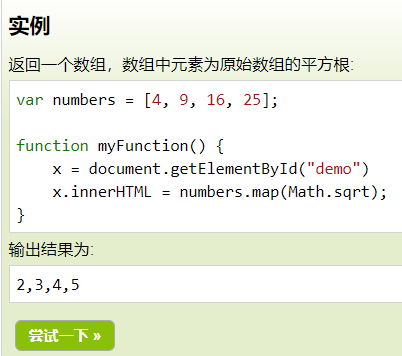 实例
返回一个数组，数组中元素为原始数组的平方根:
var numbers = [4, 9, 16, 25];
function myFunction() {
    x = document.getElementById("demo")
    x.innerHTML = numbers.map(Math.sqrt);
}
输出结果为:
2,3,4,5
尝试一下 »